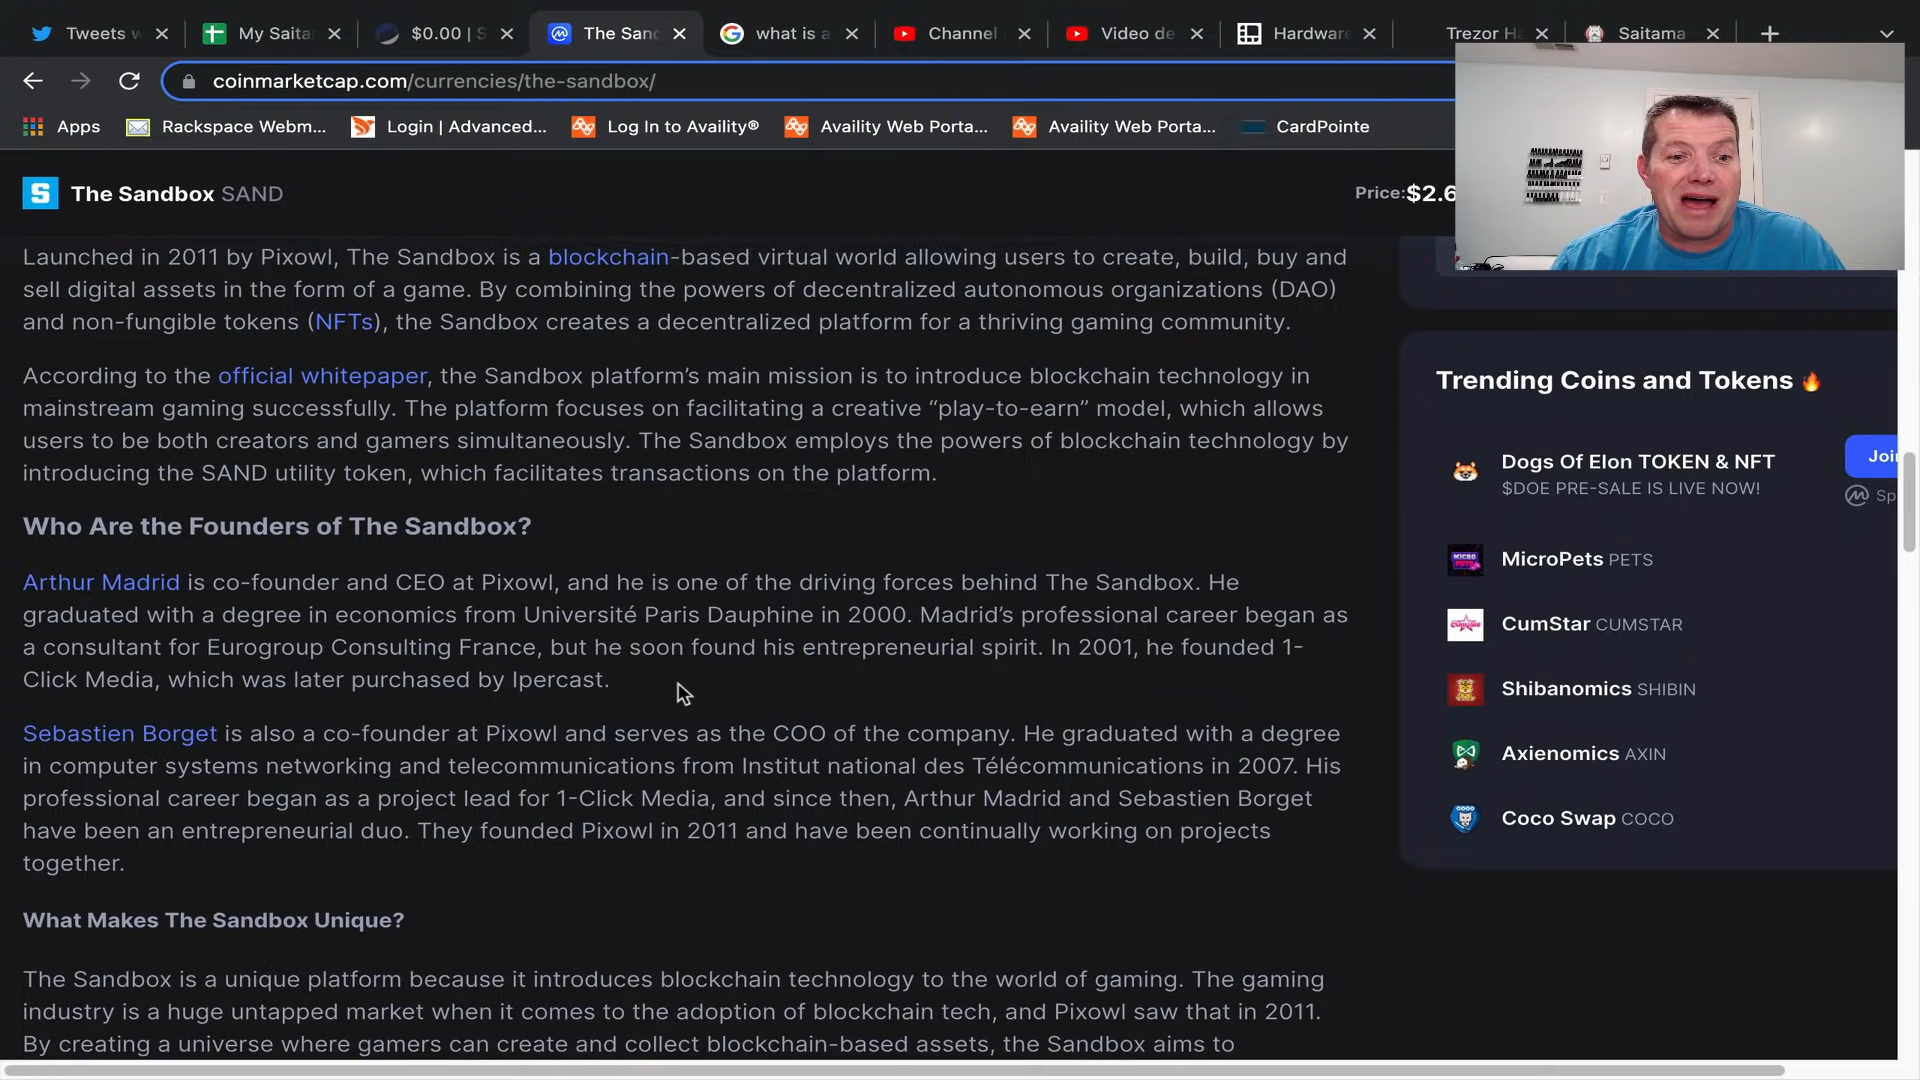 Tweets w
My Saita
$0.00 | S
The Sand
what is a
Channel
Video de
Hardware
Trezor Ha
Saitama
coinmarketcap.com/currencies/the-sandbox/
Apps
Rackspace Webm...
Login | Advanced...
Log In to Availity®
Availity Web Porta...
Availity Web Porta...
CardPointe
The Sandbox SAND
Price:$2.6
Launched in 2011 by Pixowl, The Sandbox is a blockchain-based virtual world allowing users to create, build, buy and
sell digital assets in the form of a game. By combining the powers of decentralized autonomous organizations (DAO)
and non-fungible tokens (NFTs), the Sandbox creates a decentralized platform for a thriving gaming community.
According to the official whitepaper, the Sandbox platform’s main mission is to introduce blockchain technology in
mainstream gaming successfully. The platform focuses on facilitating a creative “play-to-earn” model, which allows
users to be both creators and gamers simultaneously. The Sandbox employs the powers of blockchain technology by
introducing the SAND utility token, which facilitates transactions on the platform.
Who Are the Founders of The Sandbox?
Arthur Madrid is co-founder and CEO at Pixowl, and he is one of the driving forces behind The Sandbox. He
graduated with a degree in economics from Université Paris Dauphine in 2000. Madrid’s professional career began as
a consultant for Eurogroup Consulting France, but he soon found his entrepreneurial spirit. In 2001, he founded 1-
Click Media, which was later purchased by Ipercast.
Sebastien Borget is also a co-founder at Pixowl and serves as the COO of the company. He graduated with a degree
in computer systems networking and telecommunications from Institut national des Télécommunications in 2007. His
professional career began as a project lead for 1-Click Media, and since then, Arthur Madrid and Sebastien Borget
have been an entrepreneurial duo. They founded Pixowl in 2011 and have been continually working on projects
together.
What Makes The Sandbox Unique?
The Sandbox is a unique platform because it introduces blockchain technology to the world of gaming. The gaming
industry is a huge untapped market when it comes to the adoption of blockchain tech, and Pixowl saw that in 2011.
By creating a universe where gamers can create and collect blockchain-based assets, the Sandbox aims to
Trending Coins and Tokens 🔥
Dogs Of Elon TOKEN & NFT
$DOE PRE-SALE IS LIVE NOW!
Join
Sp
MicroPets PETS
CumStar CUMSTAR
Shibanomics SHIBIN
Axienomics AXIN
Coco Swap COCO